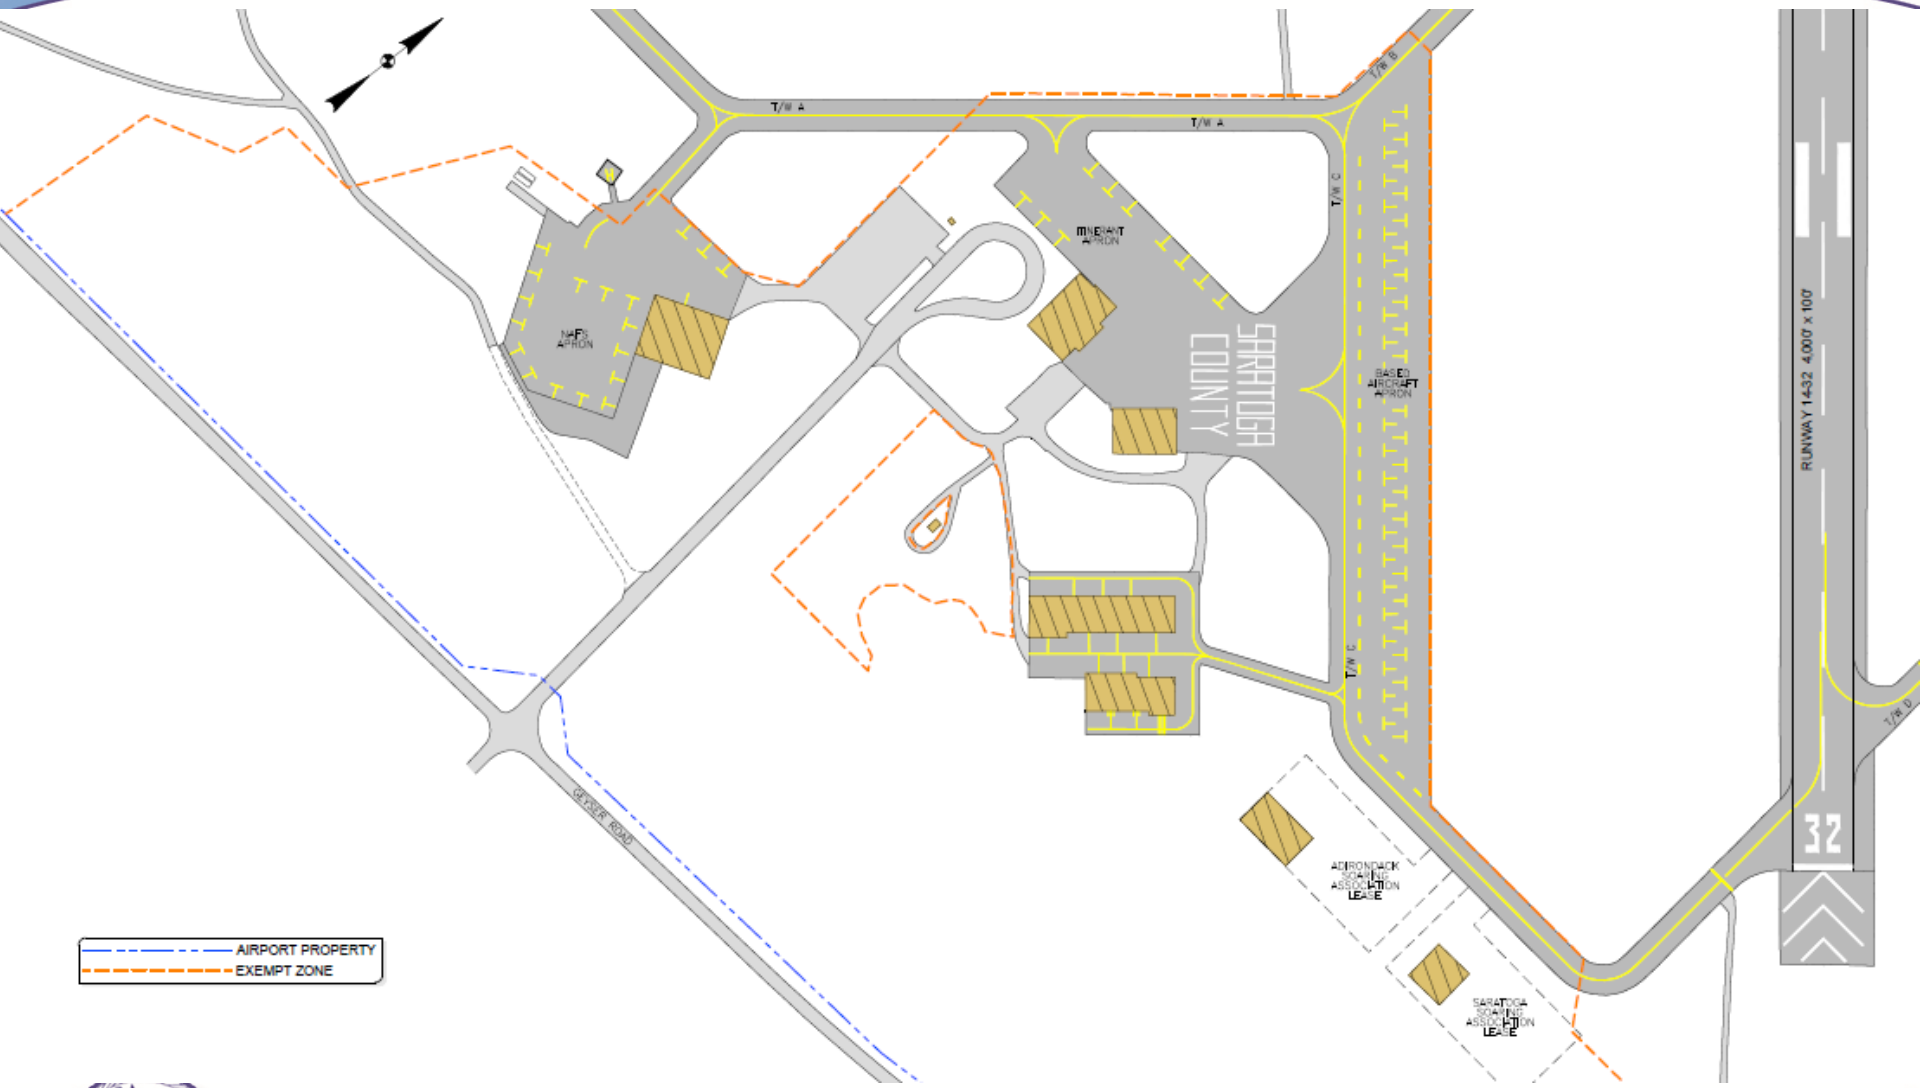 T/W B
T/W A
T/W A
T/W C
H
ITINERANT
APRON
NAFS
APRON
SARATOGA
COUNTY
BASED
AIRCRAFT
APRON
RUNWAY 14-32 4,000' x 100'
T/W C
T/W D
GEYSER ROAD
32
ADIRONDACK
SOARING
ASSOCIATION
LEASE
AIRPORT PROPERTY
EXEMPT ZONE
SARATOGA
SOARING
ASSOCIATION
LEASE